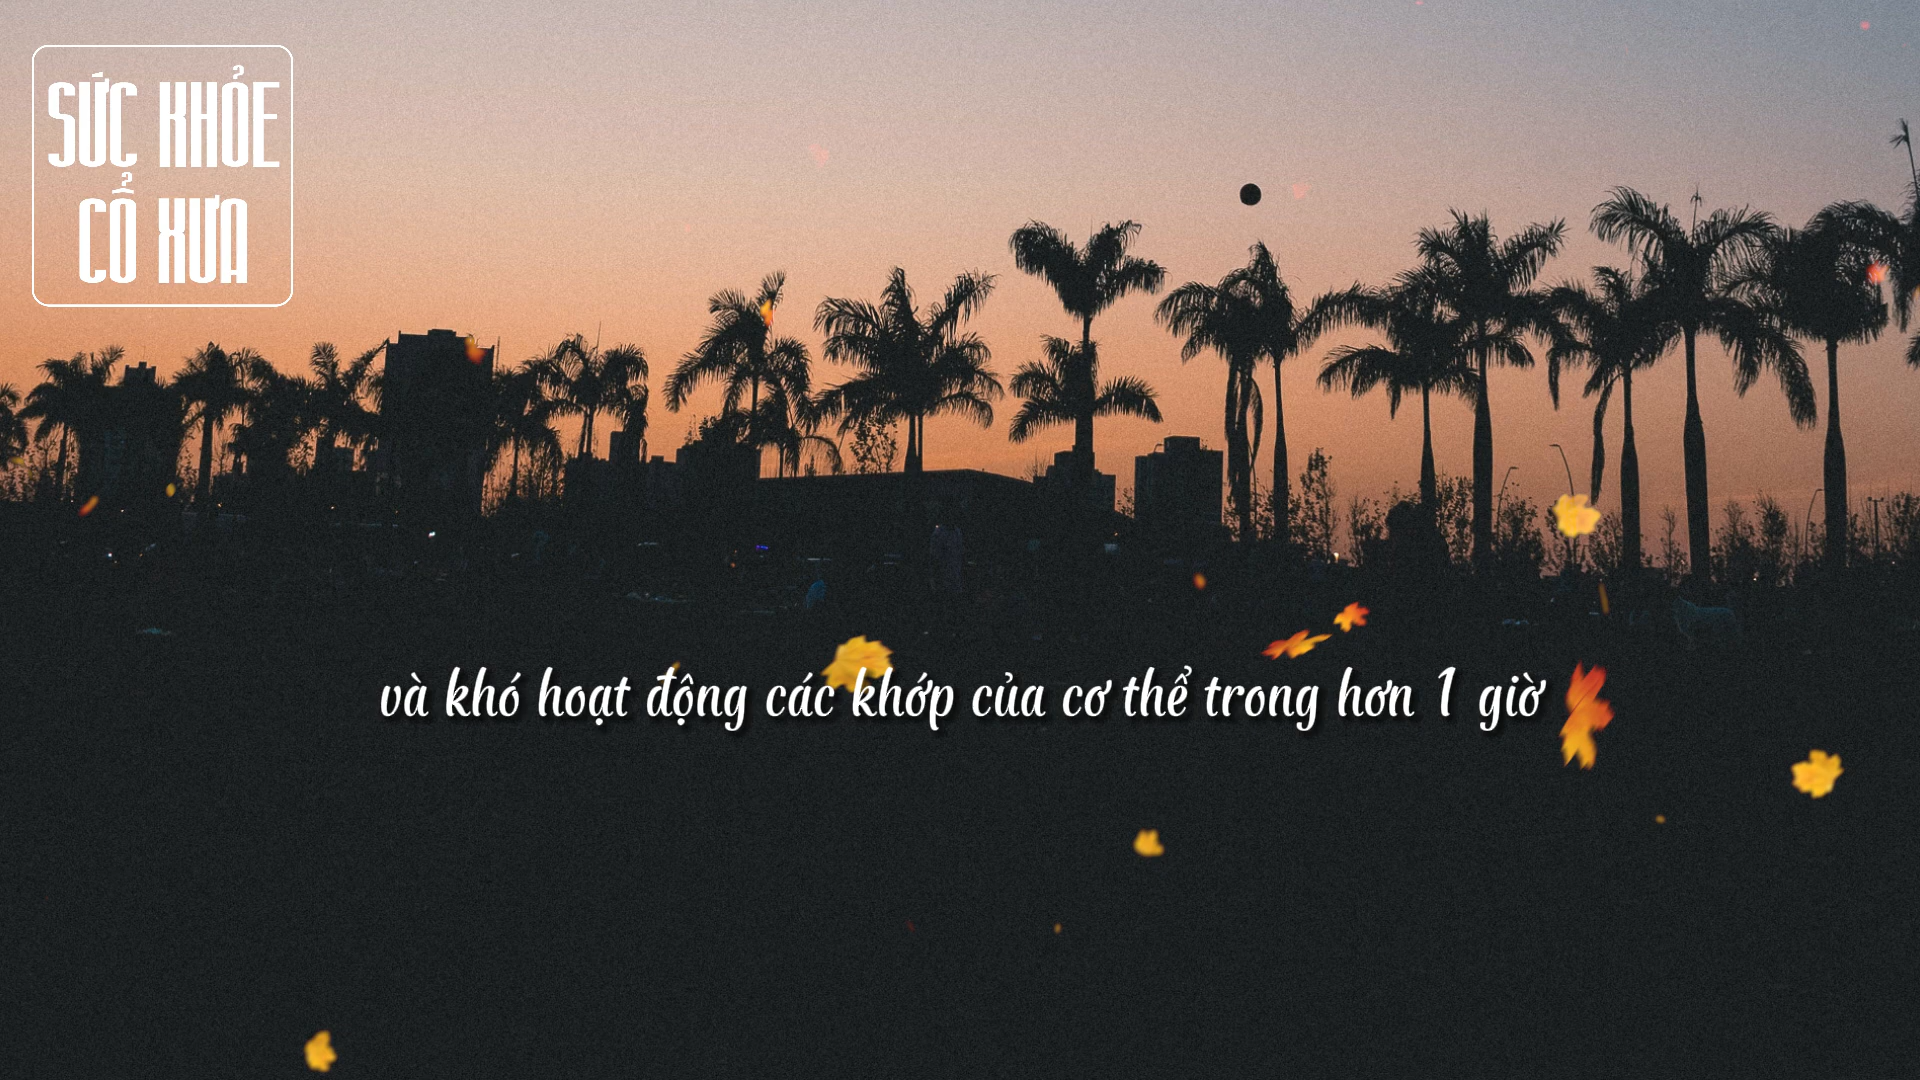 SỨC KHỎE
CỔ XƯA
và khó hoạt động các khớp của cơ thể trong hơn 1 giờ